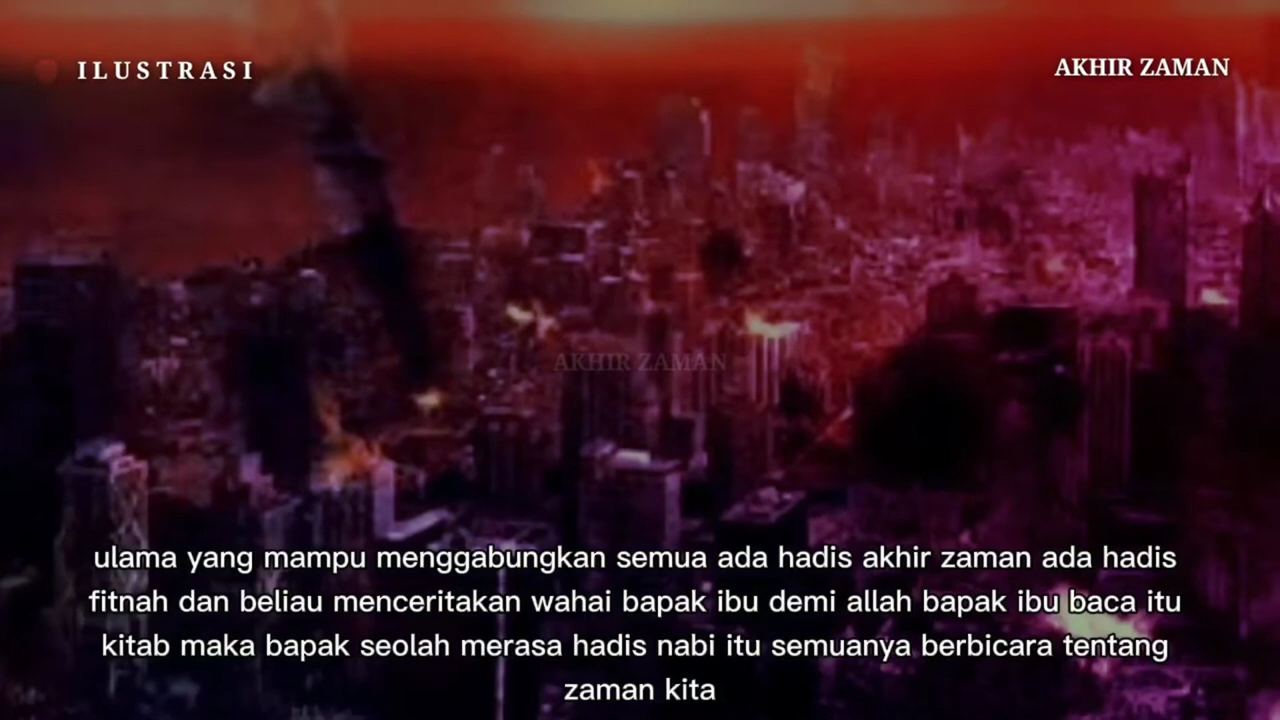 ILUSTRASI
AKHIR ZAMAN
AKHIR ZAMAN
ulama yang mampu menggabungkan semua ada hadis akhir zaman ada hadis
fitnah dan beliau menceritakan wahai bapak ibu demi allah bapak ibu baca itu
kitab maka bapak seolah merasa hadis nabi itu semuanya berbicara tentang
zaman kita